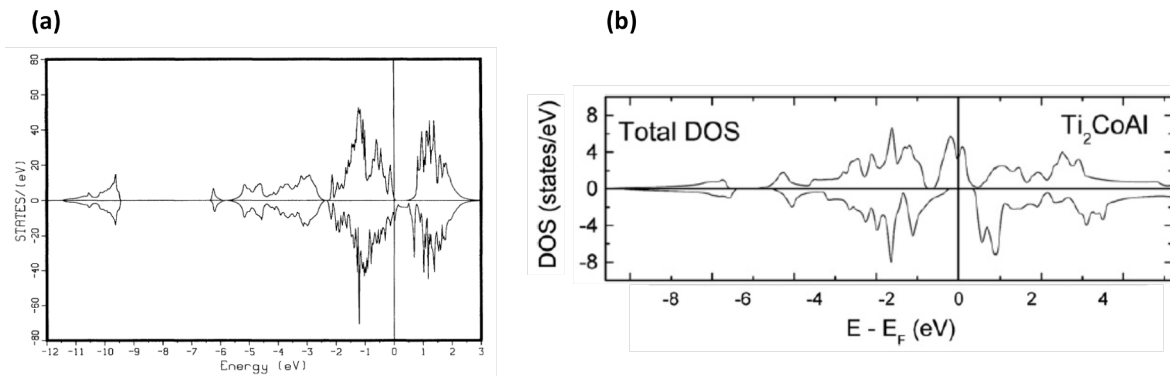 (a)
(b)
80
60
40
20
0
-20
-40
-60
-80
STATES/(eV)
-12 -11 -10 -9 -8 -7 -6 -5 -4 -3 -2 -1 0 1 2 3
Energy (eV)
8
4
0
-4
-8
DOS (states/eV)
Total DOS
Ti₂CoAl
-8 -6 -4 -2 0 2 4
E - E_F (eV)